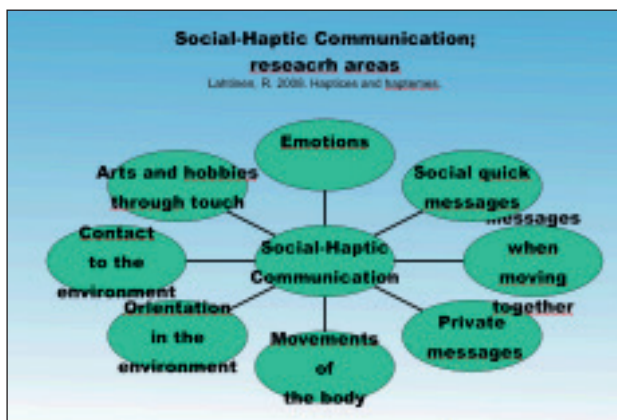 Social-Haptic Communication;
reseacrh areas
Lahtinen, R. 2008. Haptices and haptemes.
Emotions
Arts and hobbies
through touch
Social quick
messages
Contact
to the
environment
Social-Haptic
Communication
messages
when
moving
together
Orientation
in the
environment
Movements
of
the body
Private
messages